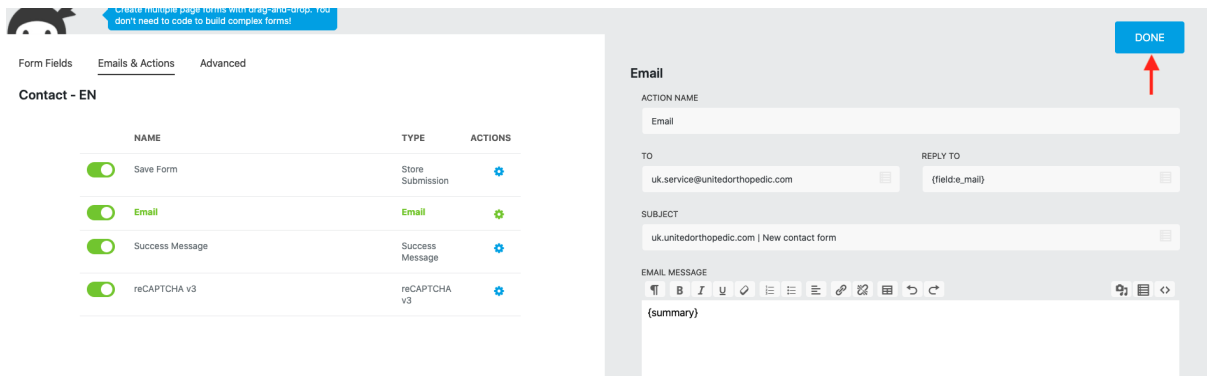 Create multiple page forms with drag-and-drop. You
don't need to code to build complex forms!
DONE
Form Fields Emails & Actions Advanced
Contact - EN
NAME TYPE ACTIONS
Save Form Store
Submission
Email Email
Success Message Success
Message
reCAPTCHA v3 reCAPTCHA
v3
Email
ACTION NAME
Email
TO REPLY TO
uk.service@unitedorthopedic.com {field:e_mail}
SUBJECT
uk.unitedorthopedic.com | New contact form
EMAIL MESSAGE
{summary}